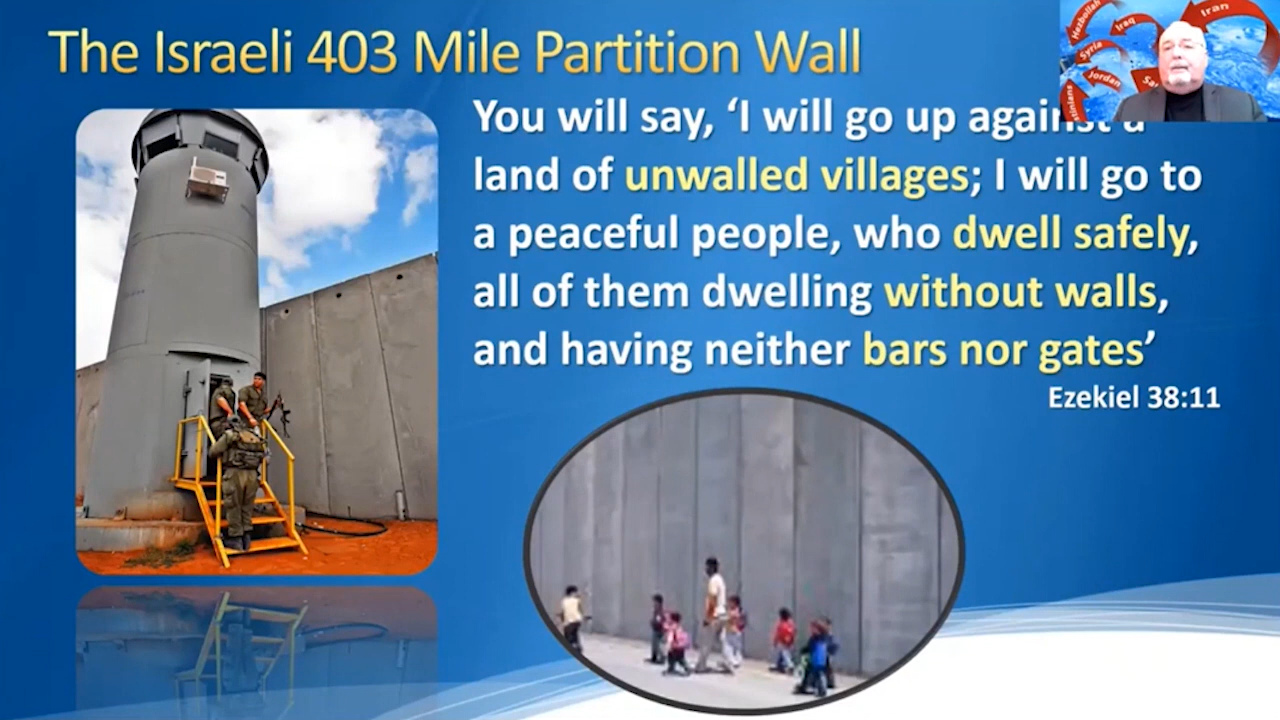 The Israeli 403 Mile Partition Wall
You will say, ‘I will go up against a
land of unwalled villages; I will go to
a peaceful people, who dwell safely,
all of them dwelling without walls,
and having neither bars nor gates’
Ezekiel 38:11
Hezbollah
Iraq
Iran
Syria
Jordan